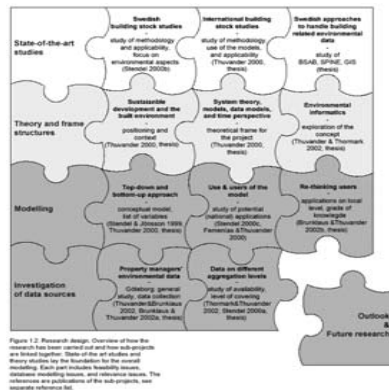 State-of-the-art
studies
Swedish
building stock studies
-
study of methodology
and applicability,
focus on
environmental aspects
(Stendel 2000b)
International building
stock studies
-
study of methodology
use of the models,
and applicability
(Thuvander 2000,
thesis)
Swedish approaches
to handle building
related environmental
data
-
study of
BSAB, SPINE, GIS
(thesis)
Theory and frame
structures
Sustainable
development and the
built environment
-
positioning and
context
(Thuvander 2000,
thesis)
System theory,
models, data models,
and time perspective
-
theoretical frame for
the project
(Thuvander 2000,
thesis)
Environmental
informatics
-
exploration of the
concept
(Thuvander & Thormark
2002; thesis)
Modelling
Top-down and
bottom-up approach
-
conceptual model,
list of variables
(Stendel & Jönsson 1999
Thuvander 2000, thesis)
Use & users of the
model
-
study of potential
(national) applications
(Stendel 2000c,
Femenias &Thuvander
2000)
Re-thinking users
-
applications on local
level, grade of
knowlegde
(Brunklaus &Thuvander
2002b, thesis)
Investigation
of data sources
Property managers'
environmental data
-
Göteborg: general
study, data collection
(Thuvander&Brunklaus
2002, Brunklaus &
Thuvander 2002a, thesis)
Data on different
aggregation levels
-
study of availability,
level of covering
(Thormark&Thuvander
2002; Stendel 2000a,
thesis)
Outlook
&
Future research
Figure 1.2. Research design. Overview of how the
research has been carried out and how sub-projects
are linked together: State-of the art studies and
theory studies lay the foundation for the overall
modelling. Each part includes feasibility issues,
database modelling issues, and relevance issues. The
references are publications of the sub-projects, see
separate reference list.